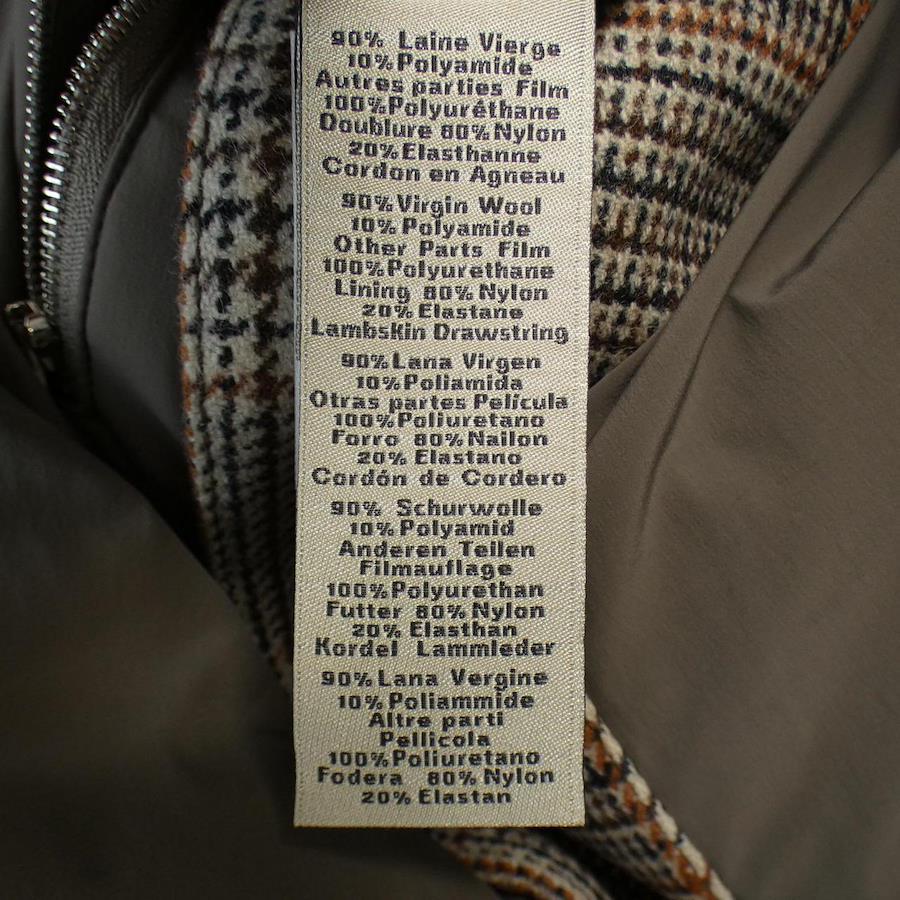 90% Laine Vierge
10% Polyamide
Autres parties Film
100% Polyuréthane
Doublure 80% Nylon
20% Elasthanne
Cordon en Agneau
90% Virgin Wool
10% Polyamide
Other Parts Film
100% Polyurethane
Lining 80% Nylon
20% Elastane
Lambskin Drawstring
90% Lana Virgen
10% Poliamida
Otras partes Película
100% Poliuretano
Forro 80% Nailon
20% Elastano
Cordón de Cordero
90% Schurwolle
10% Polyamid
Anderen Teilen
Filmauflage
100% Polyurethan
Futter 80% Nylon
20% Elasthan
Kordel Lammleder
90% Lana Vergine
10% Poliammide
Altre parti
Pellicola
100% Poliuretano
Fodera 80% Nylon
20% Elastan